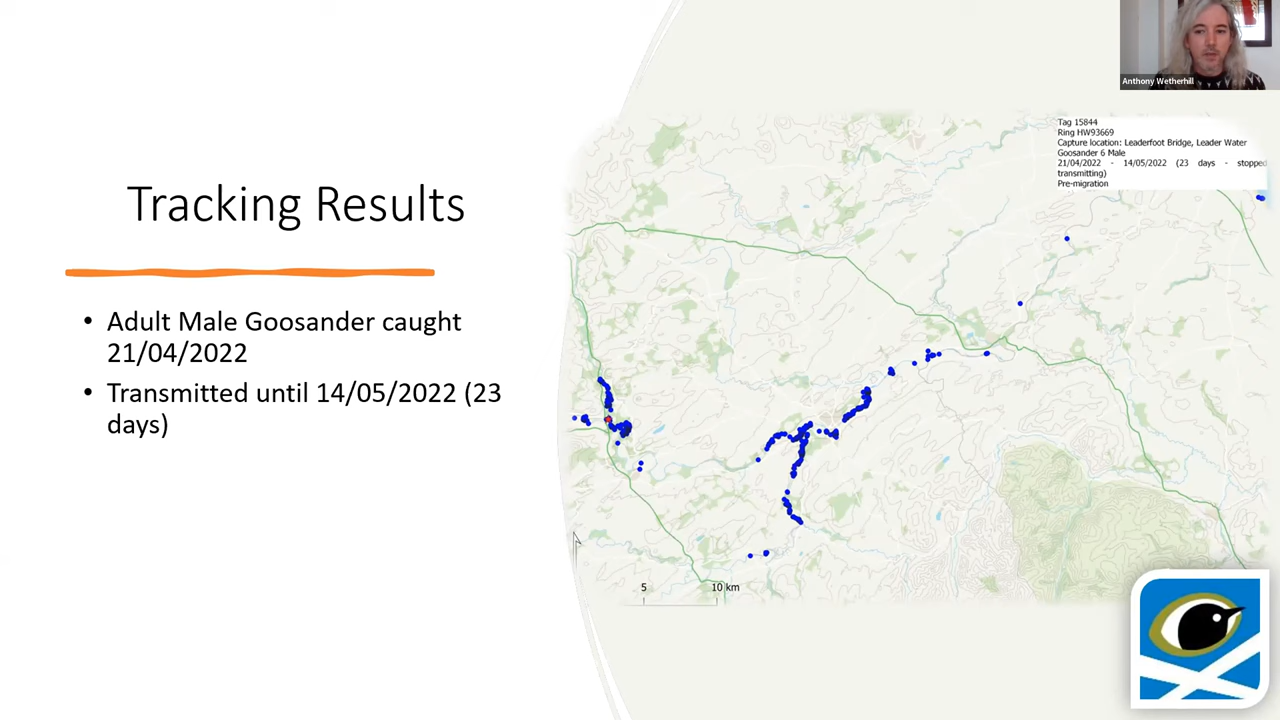 Anthony Wetherhill
Tag 15844
Ring HW93669
Capture location: Leaderfoot Bridge, Leader Water
Goosander 6 Male
21/04/2022 - 14/05/2022 (23 days - stopped
transmitting)
Pre-migration
Tracking Results
• Adult Male Goosander caught
21/04/2022
• Transmitted until 14/05/2022 (23
days)
5 10 km